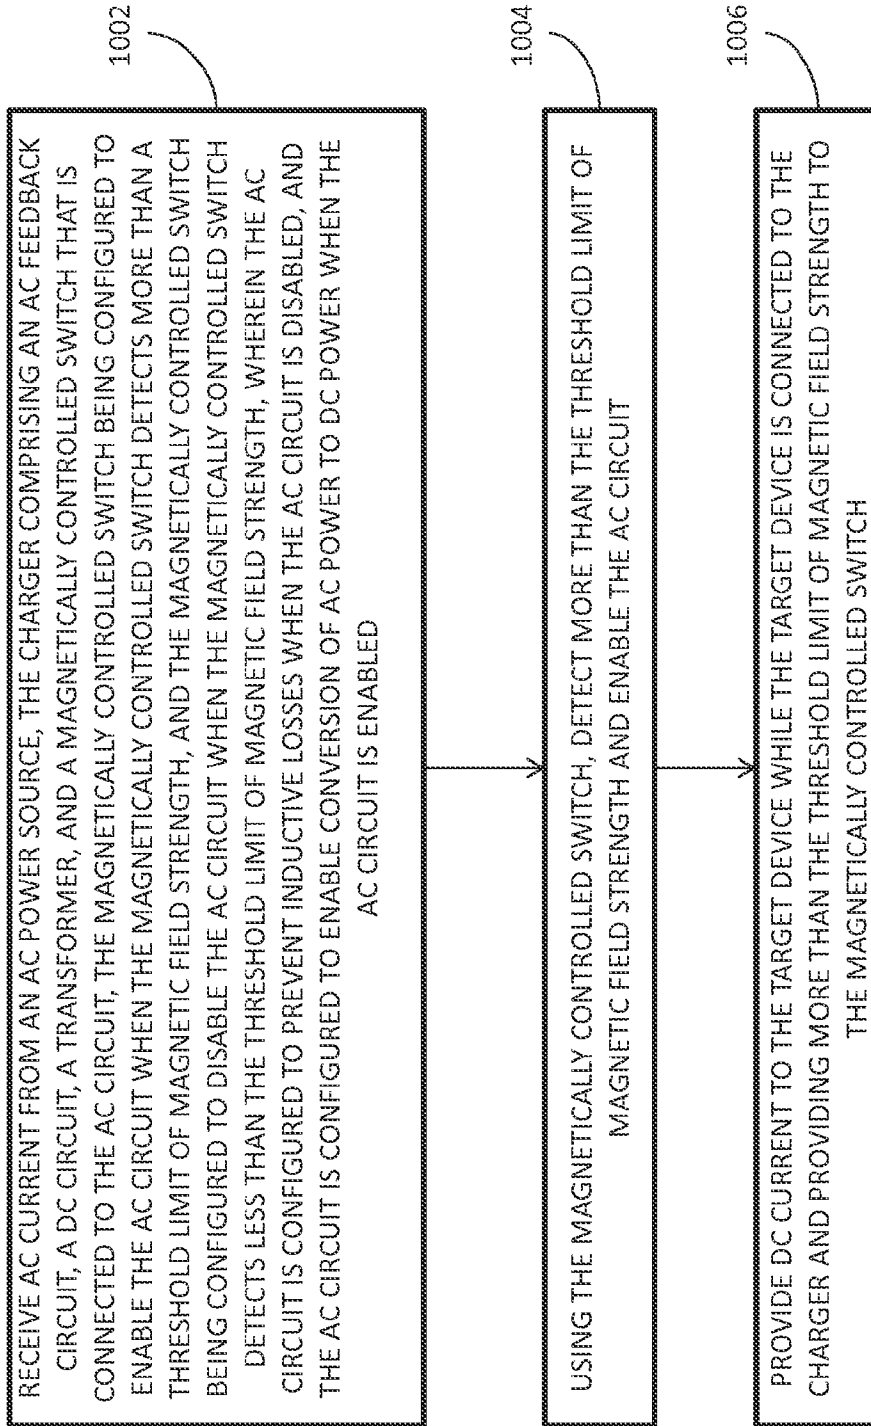 RECEIVE AC CURRENT FROM AN AC POWER SOURCE, THE CHARGER COMPRISING AN AC FEEDBACK
CIRCUIT, A DC CIRCUIT, A TRANSFORMER, AND A MAGNETICALLY CONTROLLED SWITCH THAT IS
CONNECTED TO THE AC CIRCUIT, THE MAGNETICALLY CONTROLLED SWITCH BEING CONFIGURED TO
ENABLE THE AC CIRCUIT WHEN THE MAGNETICALLY CONTROLLED SWITCH DETECTS MORE THAN A
THRESHOLD LIMIT OF MAGNETIC FIELD STRENGTH, AND THE MAGNETICALLY CONTROLLED SWITCH
BEING CONFIGURED TO DISABLE THE AC CIRCUIT WHEN THE MAGNETICALLY CONTROLLED SWITCH
DETECTS LESS THAN THE THRESHOLD LIMIT OF MAGNETIC FIELD STRENGTH, WHEREIN THE AC
CIRCUIT IS CONFIGURED TO PREVENT INDUCTIVE LOSSES WHEN THE AC CIRCUIT IS DISABLED, AND
THE AC CIRCUIT IS CONFIGURED TO ENABLE CONVERSION OF AC POWER TO DC POWER WHEN THE
AC CIRCUIT IS ENABLED
1002
USING THE MAGNETICALLY CONTROLLED SWITCH, DETECT MORE THAN THE THRESHOLD LIMIT OF
MAGNETIC FIELD STRENGTH AND ENABLE THE AC CIRCUIT
1004
PROVIDE DC CURRENT TO THE TARGET DEVICE WHILE THE TARGET DEVICE IS CONNECTED TO THE
CHARGER AND PROVIDING MORE THAN THE THRESHOLD LIMIT OF MAGNETIC FIELD STRENGTH TO
THE MAGNETICALLY CONTROLLED SWITCH
1006